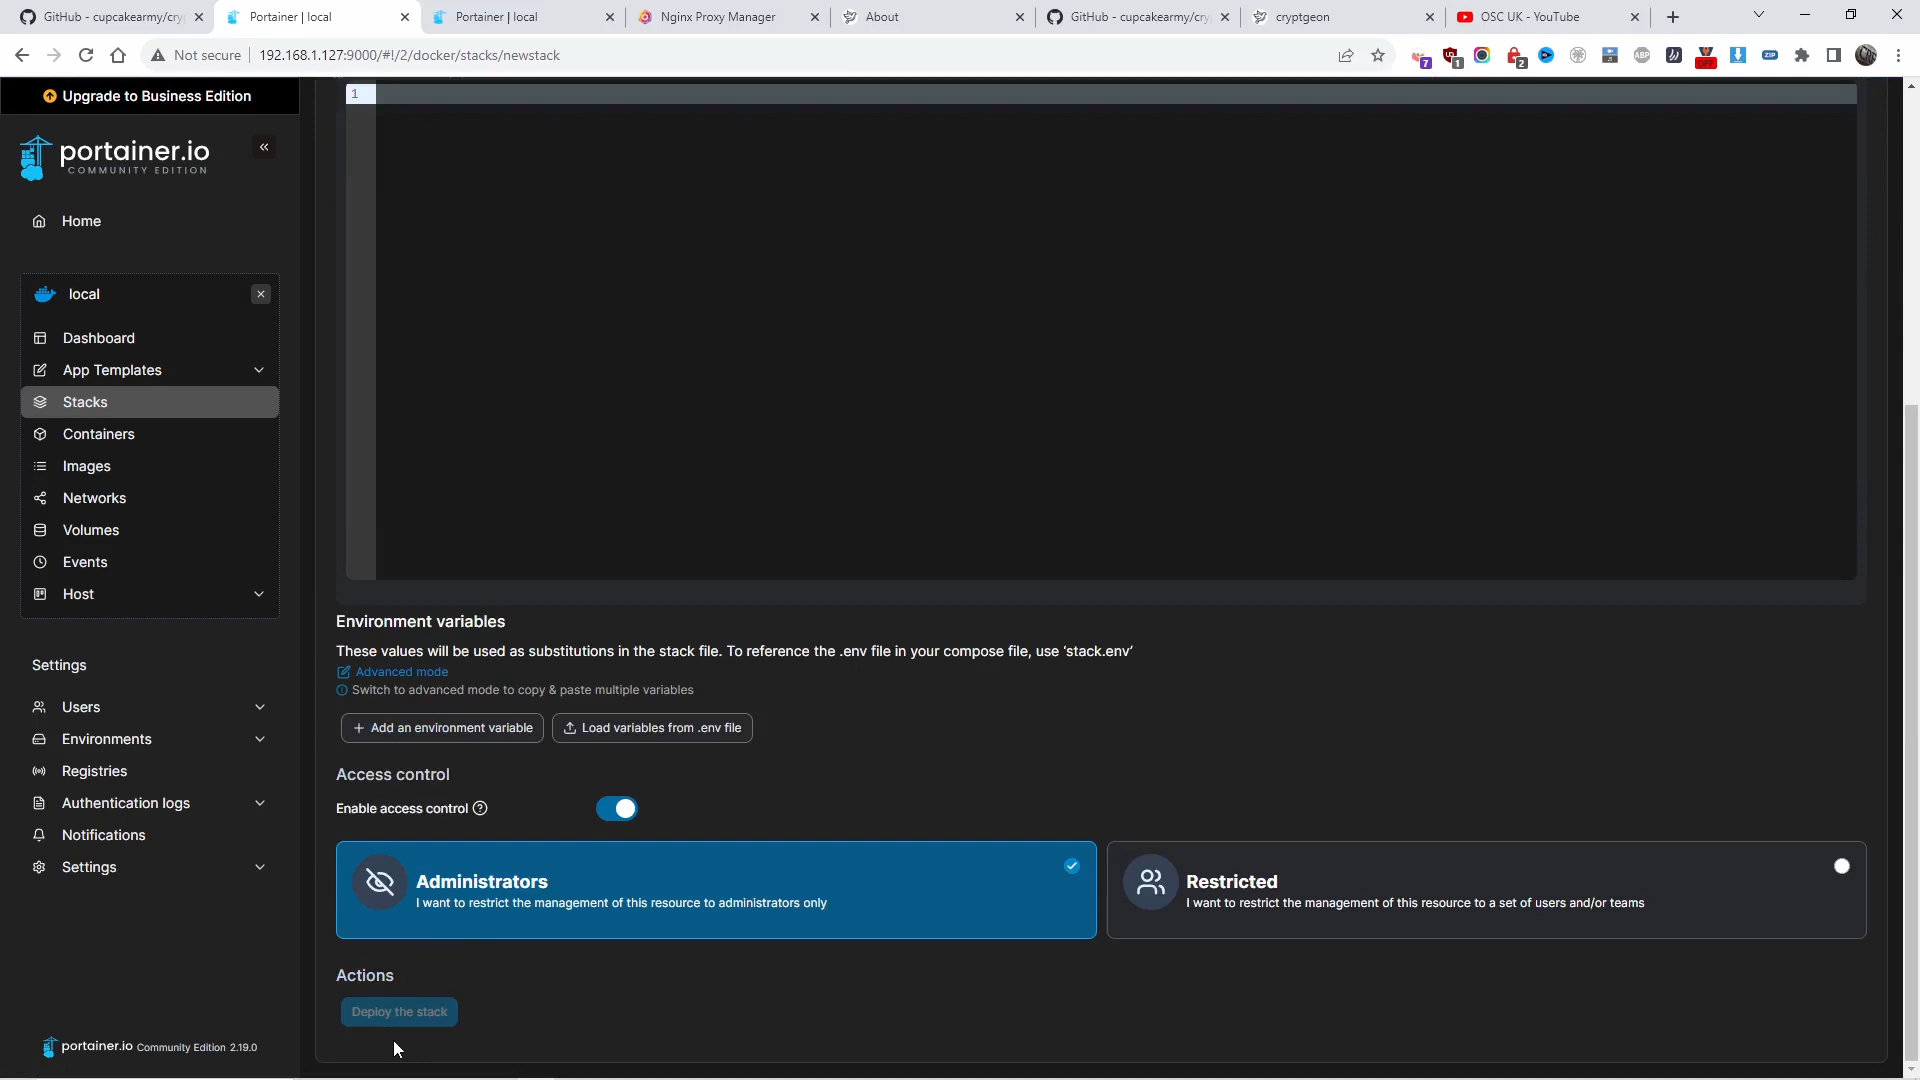 GitHub - cupcakearmy/cry
Portainer | local
Portainer | local
Nginx Proxy Manager
About
GitHub - cupcakearmy/cry
cryptgeon
OSC UK - YouTube
Not secure
192.168.1.127:9000/#!/2/docker/stacks/newstack
7
1
2
ABP
OFF
ZIP
Upgrade to Business Edition
portainer.io
COMMUNITY EDITION
Home
local
Dashboard
App Templates
Stacks
Containers
Images
Networks
Volumes
Events
Host
Settings
Users
Environments
Registries
Authentication logs
Notifications
Settings
portainer.io Community Edition 2.19.0
1
Environment variables
These values will be used as substitutions in the stack file. To reference the .env file in your compose file, use ‘stack.env’
Advanced mode
Switch to advanced mode to copy & paste multiple variables
+ Add an environment variable
Load variables from .env file
Access control
Enable access control
Administrators
I want to restrict the management of this resource to administrators only
Restricted
I want to restrict the management of this resource to a set of users and/or teams
Actions
Deploy the stack